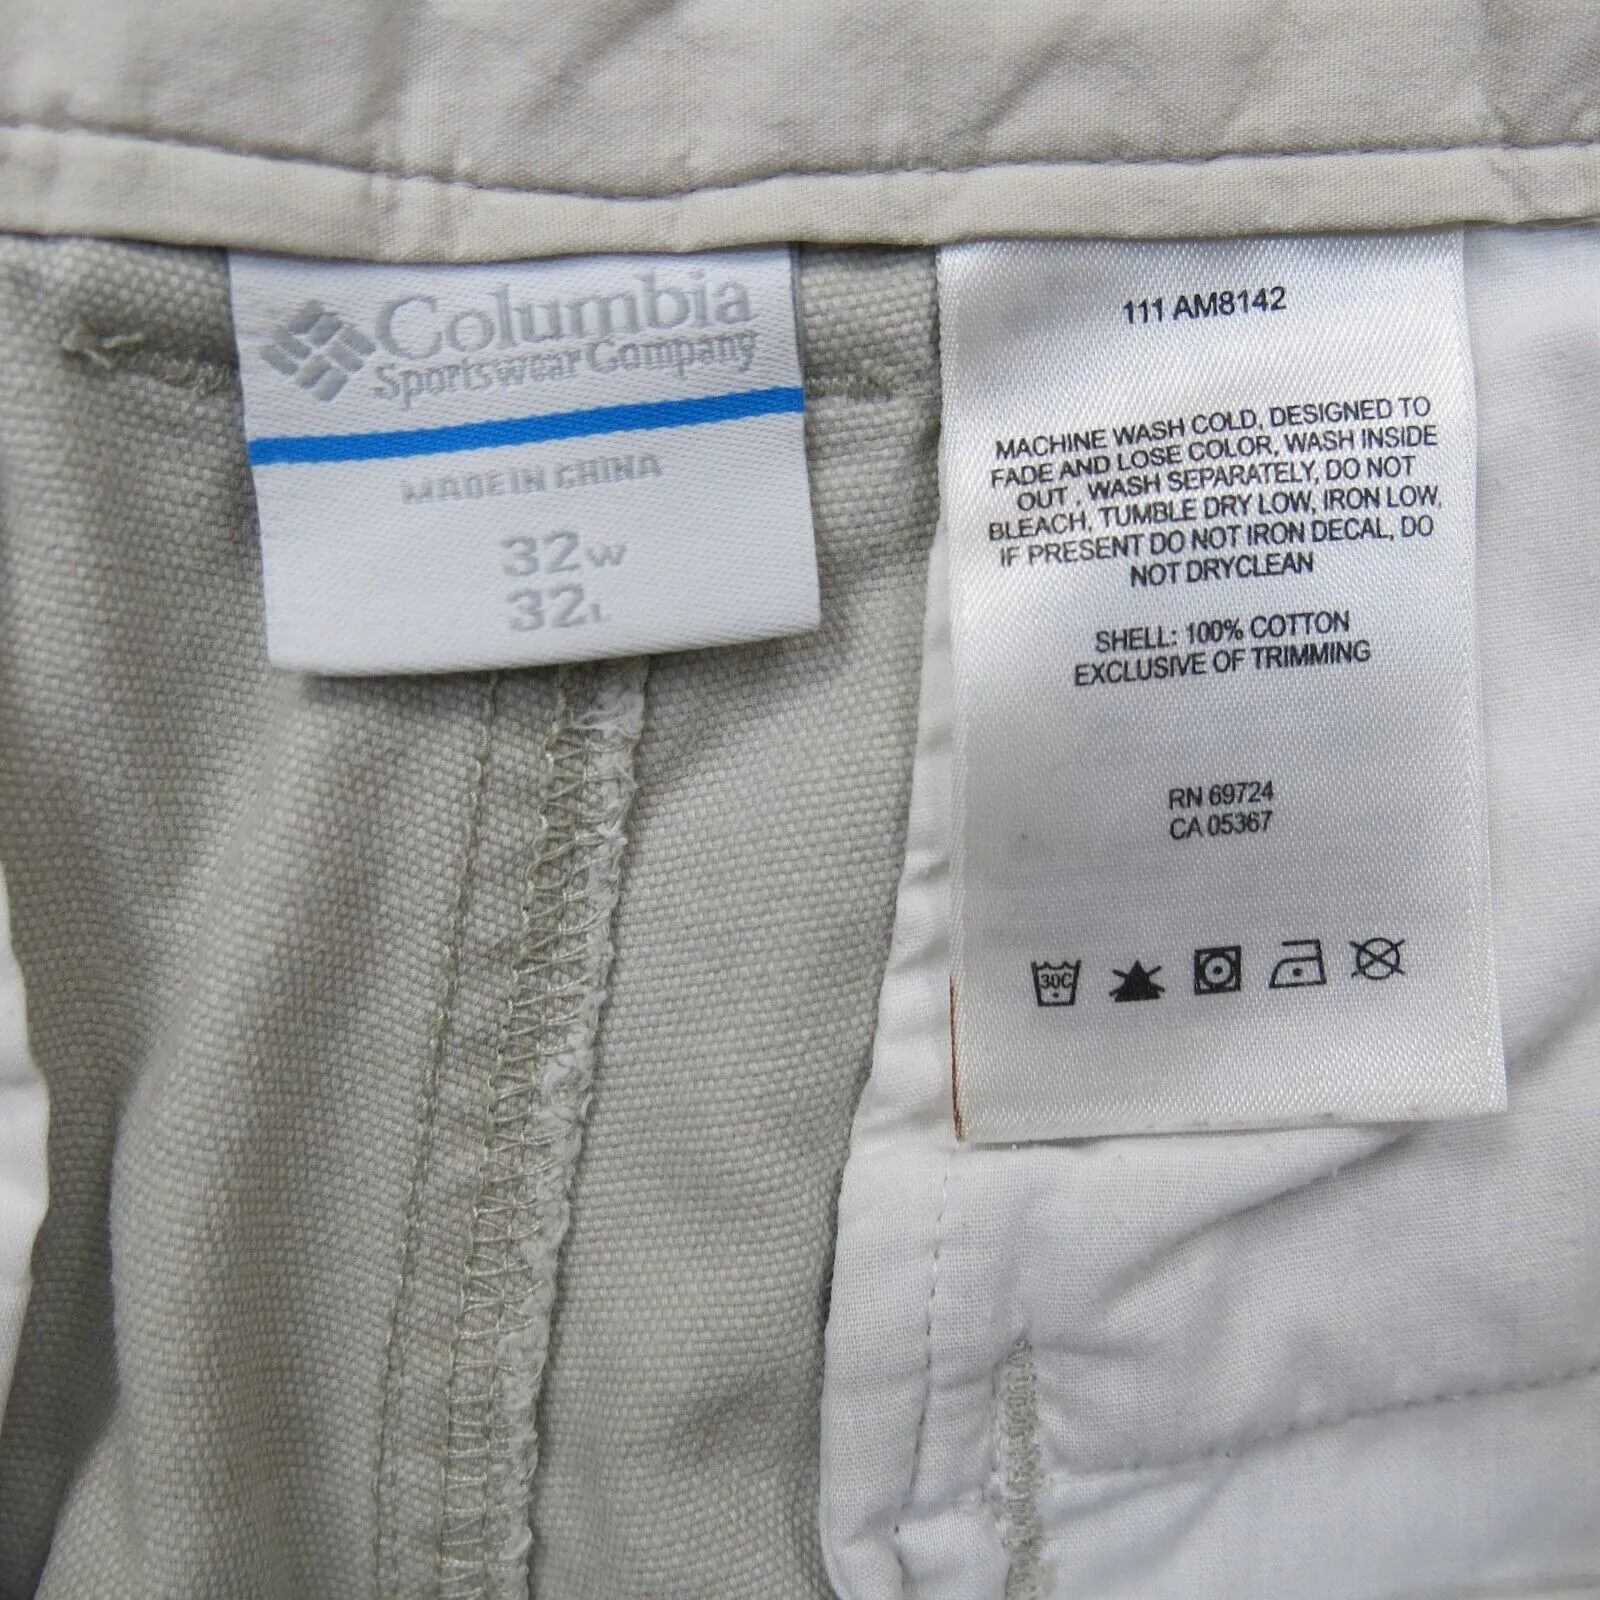 Columbia
Sportswear Company
MADE IN CHINA
32W
32L
111 AM8142
MACHINE WASH COLD, DESIGNED TO
FADE AND LOSE COLOR, WASH INSIDE
OUT , WASH SEPARATELY, DO NOT
BLEACH, TUMBLE DRY LOW, IRON LOW,
IF PRESENT DO NOT IRON DECAL, DO
NOT DRYCLEAN
SHELL: 100% COTTON
EXCLUSIVE OF TRIMMING
RN 69724
CA 05367
30C